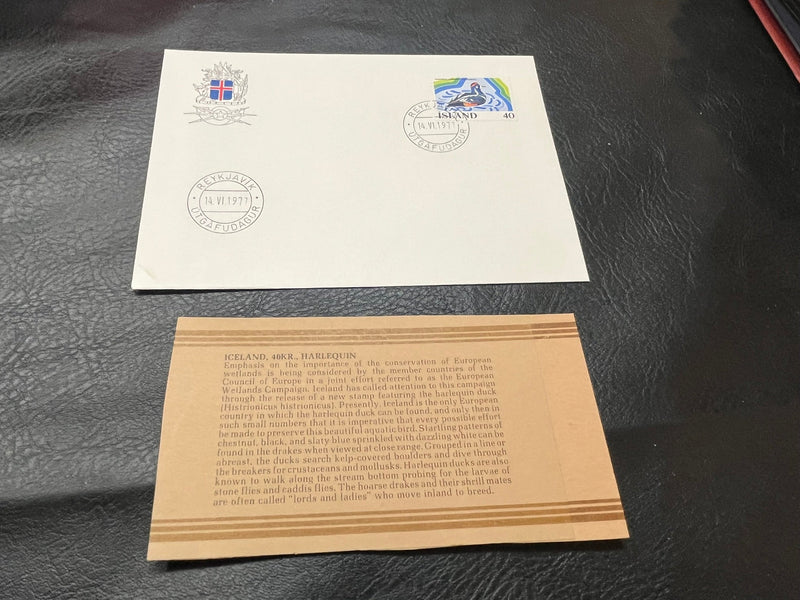 ÍSLAND 40
REYKJAVÍK
14.VI.1977
ÚTGÁFUDAGUR
REYKJAVÍK
14.VI.1977
ÚTGÁFUDAGUR
ICELAND, 40KR., HARLEQUIN
Emphasis on the importance of the conservation of European
wetlands is being considered by the member countries of the
Council of Europe in a joint effort referred to as the European
Wetlands Campaign. Iceland has called attention to this campaign
through the release of a new stamp featuring the harlequin duck
(Histrionicus histrionicus). Presently, Iceland is the only European
country in which the harlequin duck can be found, and only then in
such small numbers that it is imperative that every possible effort
be made to preserve this beautiful aquatic bird. Startling patterns of
chestnut, black, and slaty blue sprinkled with dazzling white can be
found in the drakes when viewed at close range. Grouped in a line or
abreast, the ducks search kelp-covered boulders and dive through
the breakers for crustaceans and mollusks. Harlequin ducks are also
known to walk along the stream bottom probing for the larvae of
stone flies and caddis flies. The hoarse drakes and their shrill mates
are often called "lords and ladies" who move inland to breed.